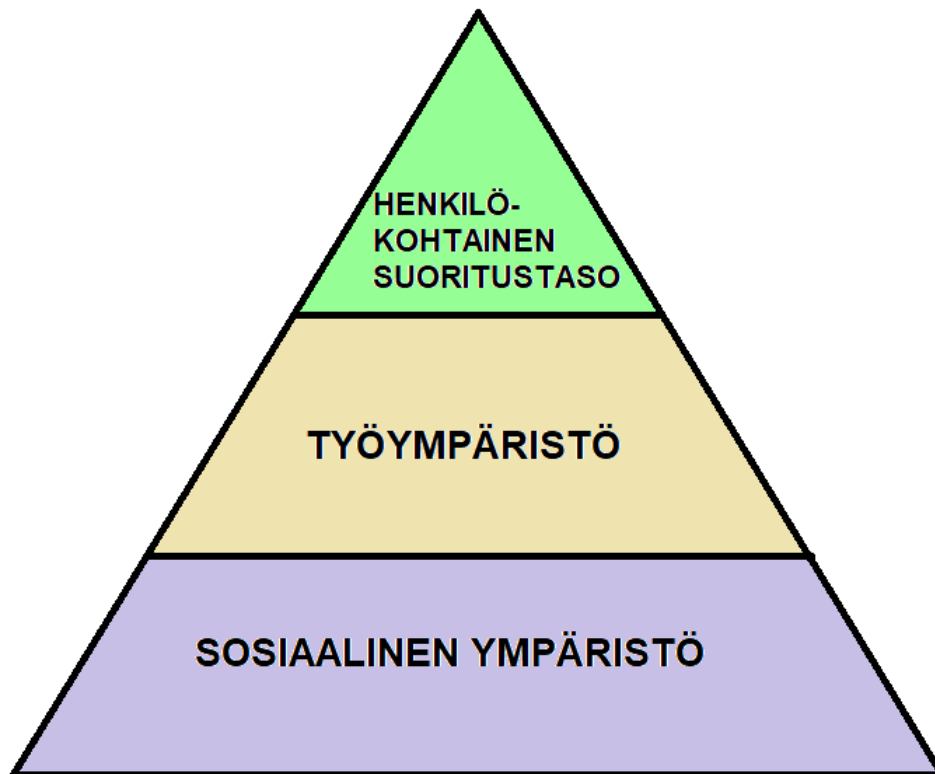 HENKILÖ-
KOHTAINEN
SUORITUSTASO
TYÖYMPÄRISTÖ
SOSIAALINEN YMPÄRISTÖ